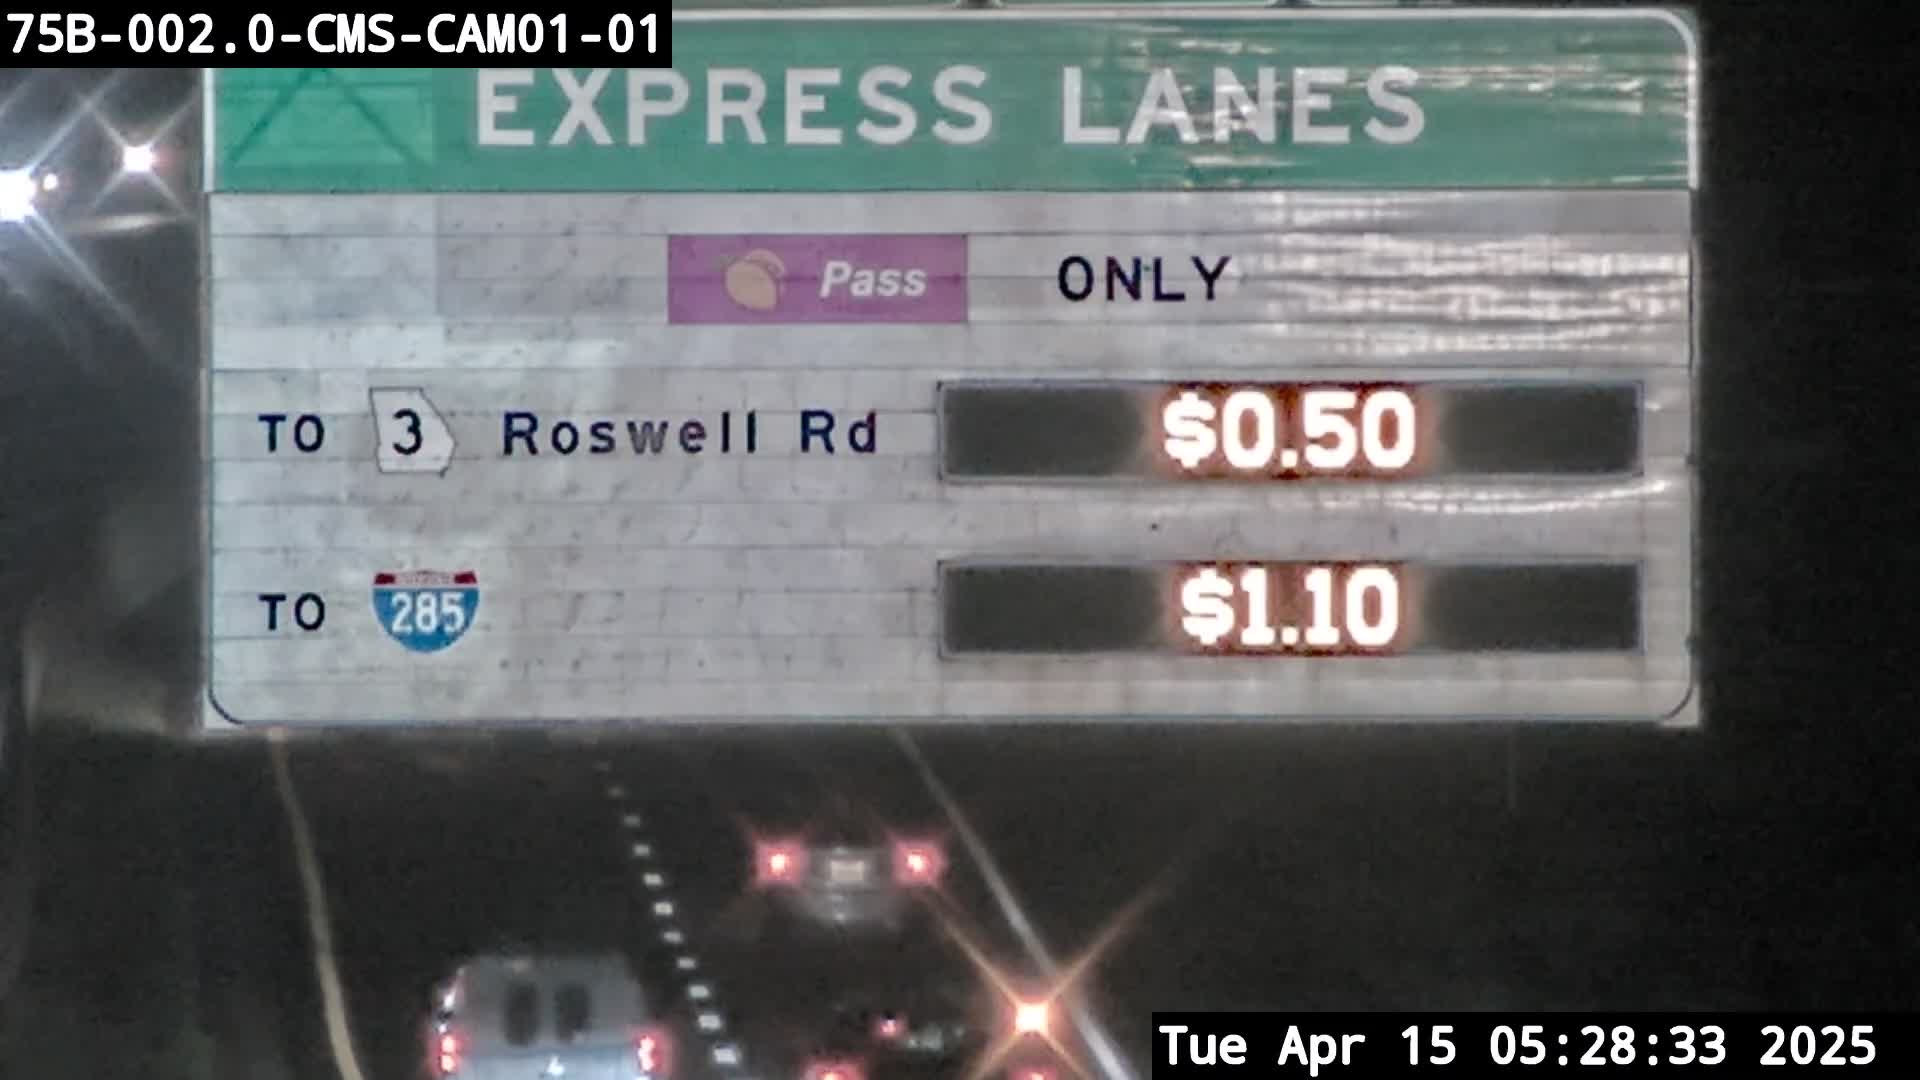 75B-002.0-CMS-CAM01-01
EXPRESS LANES
Pass ONLY
TO 3 Roswell Rd $0.50
TO 285 $1.10
Tue Apr 15 05:28:33 2025